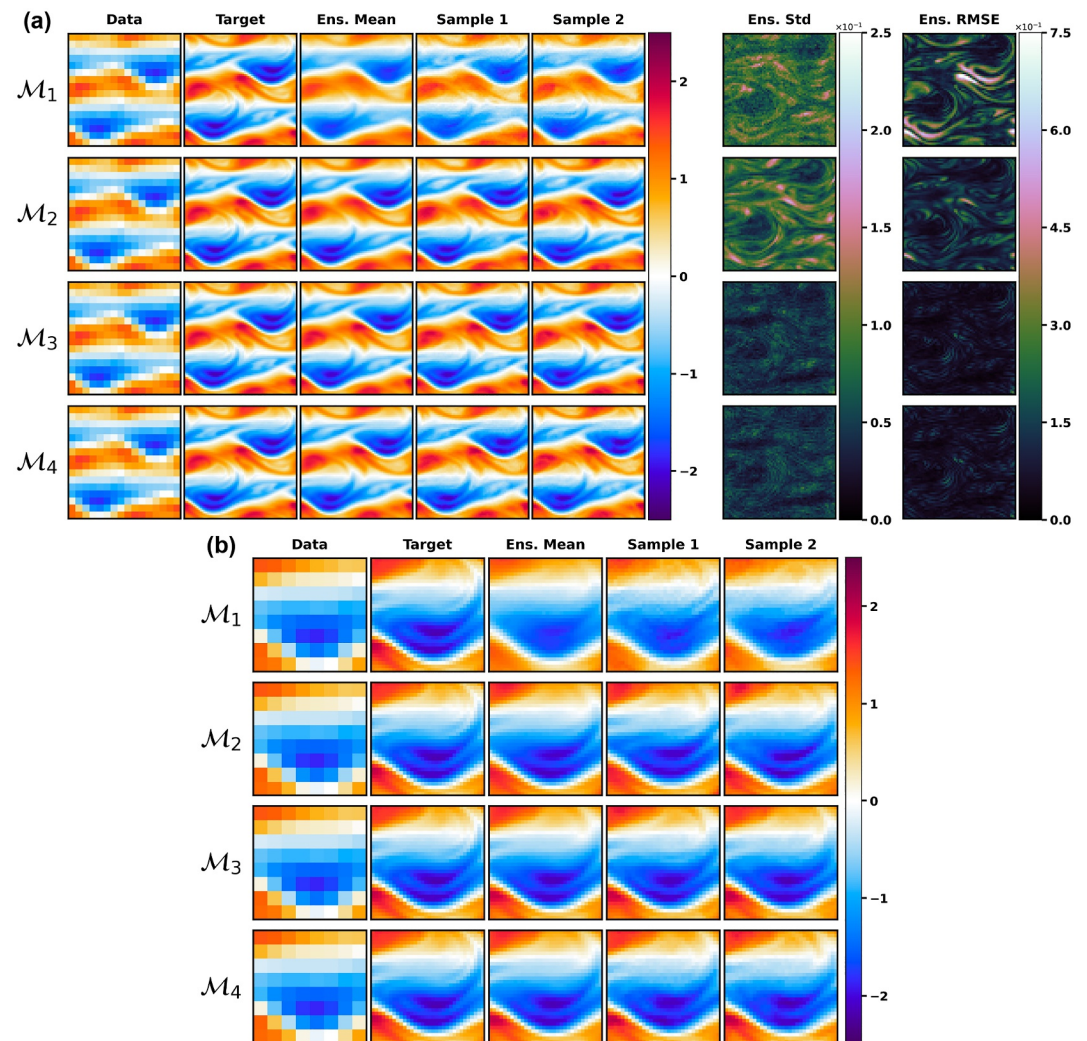 (a)
Data Target Ens. Mean Sample 1 Sample 2 Ens. Std Ens. RMSE
×10⁻¹ ×10⁻¹
2.5 7.5
ℳ₁
2
2.0 6.0
1
ℳ₂
1.5 4.5
0
ℳ₃
1.0 3.0
−1
ℳ₄
0.5 1.5
−2
0.0 0.0
(b)
Data Target Ens. Mean Sample 1 Sample 2
ℳ₁
2
ℳ₂
1
0
ℳ₃
−1
ℳ₄
−2